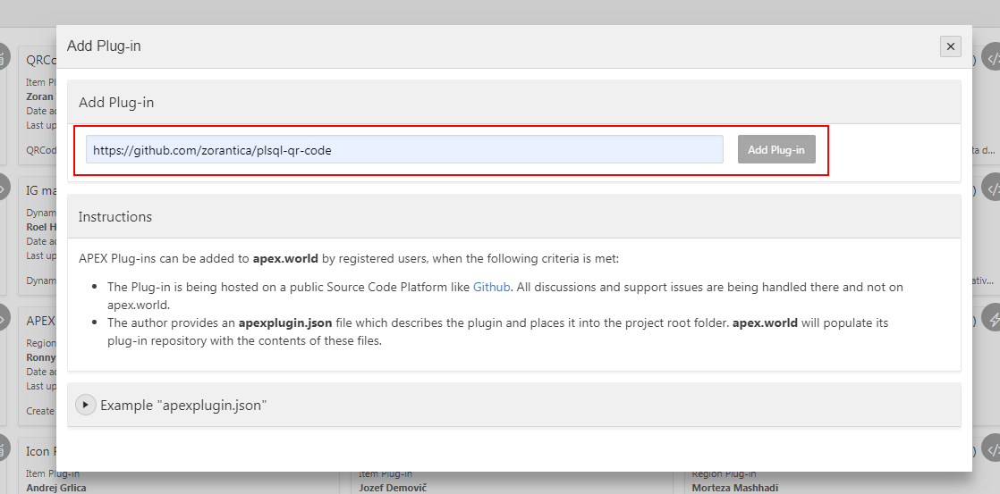 Add Plug-in
Add Plug-in
https://github.com/zorantica/plsql-qr-code
Add Plug-in
Instructions
APEX Plug-ins can be added to apex.world by registered users, when the following criteria is met:
The Plug-in is being hosted on a public Source Code Platform like Github. All discussions and support issues are being handled there and not on
apex.world.
The author provides an apexplugin.json file which describes the plugin and places it into the project root folder. apex.world will populate its
plug-in repository with the contents of these files.
Example "apexplugin.json"
QRCo
Item Pl
Zoran
Date ad
Last up
QRCod
IG ma
Dynam
Roel H
Date ad
Last up
Dynam
APEX
Region
Ronny
Date ad
Last up
Create
Icon
Item Plug-in
Andrej Grlica
Item Plug-in
Jozef Demovič
Region Plug-in
Morteza Mashhadi
ta d...
ativ...